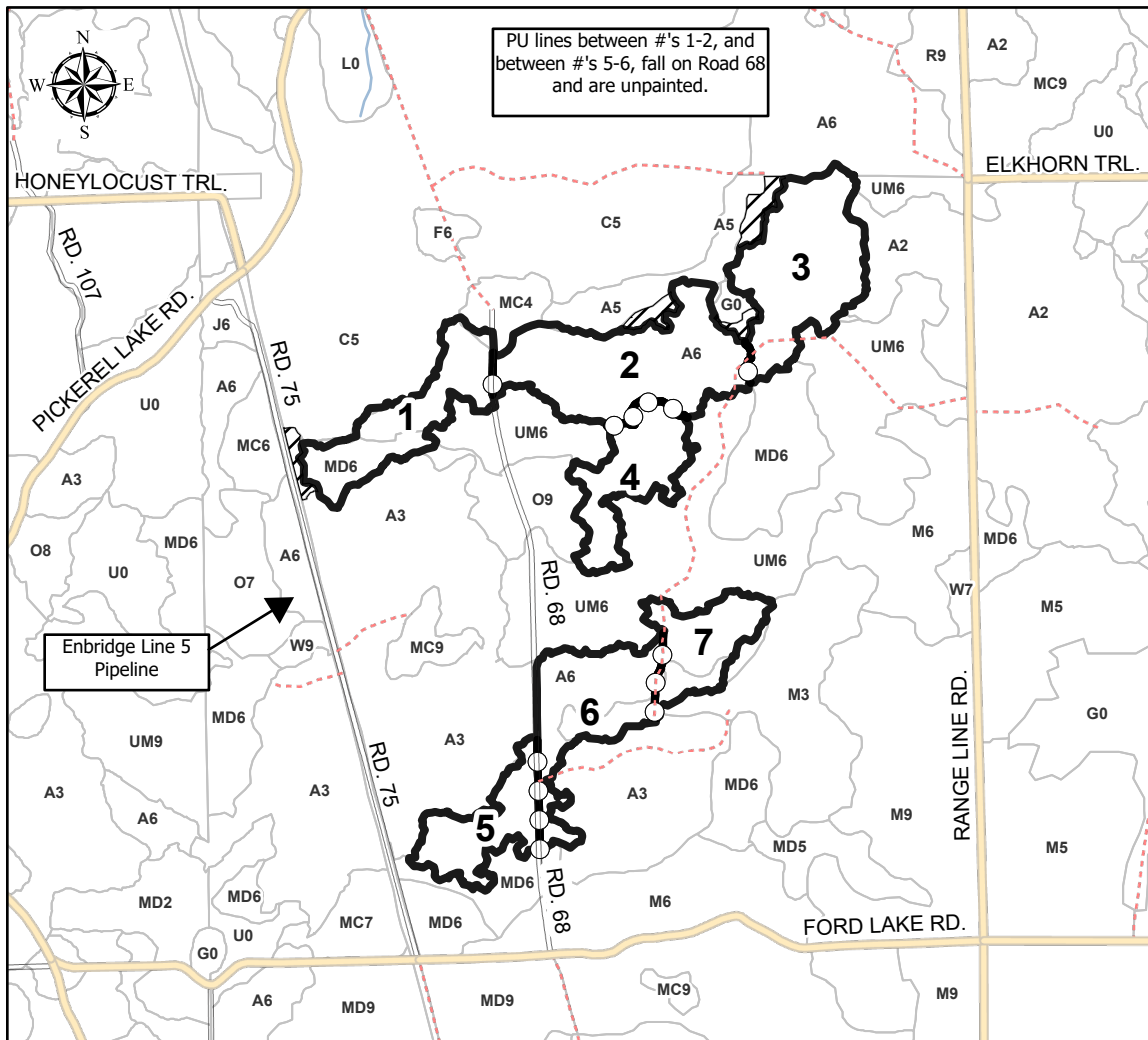 PU lines between #'s 1-2, and
between #'s 5-6, fall on Road 68
and are unpainted.
N
W E
S
L0
R9
A2
MC9
U0
A6
HONEYLOCUST TRL.
ELKHORN TRL.
UM6
C5
A5
F6
3
A2
RD. 107
MC4
A5
G0
A2
J6
C5
PICKEREL LAKE RD.
RD. 75
A6
2
A6
UM6
U0
1
UM6
MC6
MD6
MD6
A3
4
O9
A3
M6
MD6
O8
MD6
A6
U0
O7
RD. 68
UM6
UM6
W7
M5
Enbridge Line 5
Pipeline
W9
MC9
7
A6
M3
RANGE LINE RD.
MD6
6
G0
UM9
A3
RD. 75
A3
A3
A3
MD6
A6
5
M9
MD5
M5
MD6
MD6
MD2
RD. 68
M6
U0
MC7
MD6
FORD LAKE RD.
G0
A6
MD9
MD9
MC9
M9